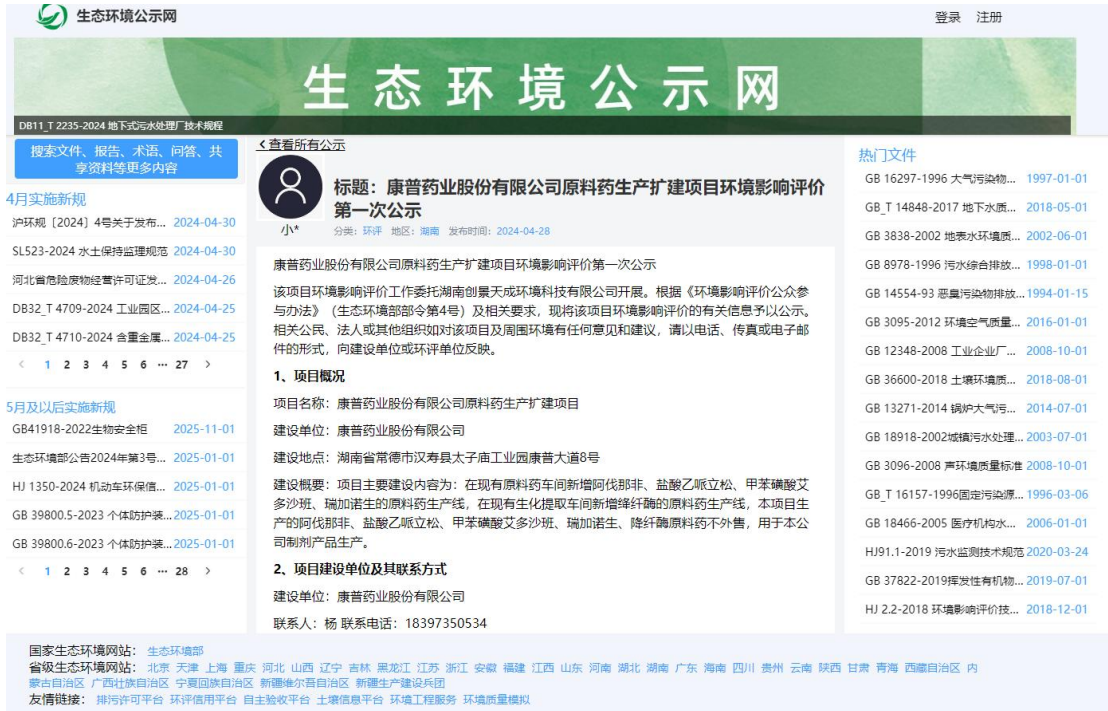 生态环境公示网
登录 注册
生态环境公示网
DB11_T 2235-2024 地下式污水处理厂技术规程
搜索文件、报告、术语、问答、共
享资料等更多内容
4月实施新规
沪环规〔2024〕4号关于发布... 2024-04-30
SL523-2024 水土保持监理规范 2024-04-30
河北省危险废物经营许可证发... 2024-04-26
DB32_T 4709-2024 工业园区... 2024-04-25
DB32_T 4710-2024 含重金属... 2024-04-25
< 1 2 3 4 5 6 ··· 27 >
5月及以后实施新规
GB41918-2022生物安全柜 2025-11-01
生态环境部公告2024年第3号... 2025-01-01
HJ 1350-2024 机动车环保信... 2025-01-01
GB 39800.5-2023 个体防护装... 2025-01-01
GB 39800.6-2023 个体防护装... 2025-01-01
< 1 2 3 4 5 6 ··· 28 >
<查看所有公示
小*
标题：康普药业股份有限公司原料药生产扩建项目环境影响评价
第一次公示
分类：环评 地区：湖南 发布时间：2024-04-28
康普药业股份有限公司原料药生产扩建项目环境影响评价第一次公示
该项目环境影响评价工作委托湖南创景天成环境科技有限公司开展。根据《环境影响评价公众参
与办法》（生态环境部部令第4号）及相关要求，现将该项目环境影响评价的有关信息予以公示。
相关公民、法人或其他组织如对该项目及周围环境有任何意见和建议，请以电话、传真或电子邮
件的形式，向建设单位或环评单位反映。
1、项目概况
项目名称：康普药业股份有限公司原料药生产扩建项目
建设单位：康普药业股份有限公司
建设地点：湖南省常德市汉寿县太子庙工业园康普大道8号
建设概要：项目主要建设内容为：在现有原料药车间新增阿伐那非、盐酸乙哌立松、甲苯磺酸艾
多沙班、瑞加诺生的原料药生产线，在现有生化提取车间新增绛纤酶的原料药生产线，本项目生
产的阿伐那非、盐酸乙哌立松、甲苯磺酸艾多沙班、瑞加诺生、降纤酶原料药不外售，用于本公
司制剂产品生产。
2、项目建设单位及其联系方式
建设单位：康普药业股份有限公司
联系人：杨 联系电话：18397350534
热门文件
GB 16297-1996 大气污染物... 1997-01-01
GB_T 14848-2017 地下水质... 2018-05-01
GB 3838-2002 地表水环境质... 2002-06-01
GB 8978-1996 污水综合排放... 1998-01-01
GB 14554-93 恶臭污染物排放... 1994-01-15
GB 3095-2012 环境空气质量... 2016-01-01
GB 12348-2008 工业企业厂... 2008-10-01
GB 36600-2018 土壤环境质... 2018-08-01
GB 13271-2014 锅炉大气污... 2014-07-01
GB 18918-2002城镇污水处理... 2003-07-01
GB 3096-2008 声环境质量标准 2008-10-01
GB_T 16157-1996固定污染源... 1996-03-06
GB 18466-2005 医疗机构水... 2006-01-01
HJ91.1-2019 污水监测技术规范 2020-03-24
GB 37822-2019挥发性有机物... 2019-07-01
HJ 2.2-2018 环境影响评价技... 2018-12-01
国家生态环境网站： 生态环境部
省级生态环境网站： 北京 天津 上海 重庆 河北 山西 辽宁 吉林 黑龙江 江苏 浙江 安徽 福建 江西 山东 河南 湖北 湖南 广东 海南 四川 贵州 云南 陕西 甘肃 青海 西藏自治区 内
蒙古自治区 广西壮族自治区 宁夏回族自治区 新疆维尔吾自治区 新疆生产建设兵团
友情链接： 排污许可平台 环评信用平台 自主验收平台 土壤信息平台 环境工程服务 环境质量模拟